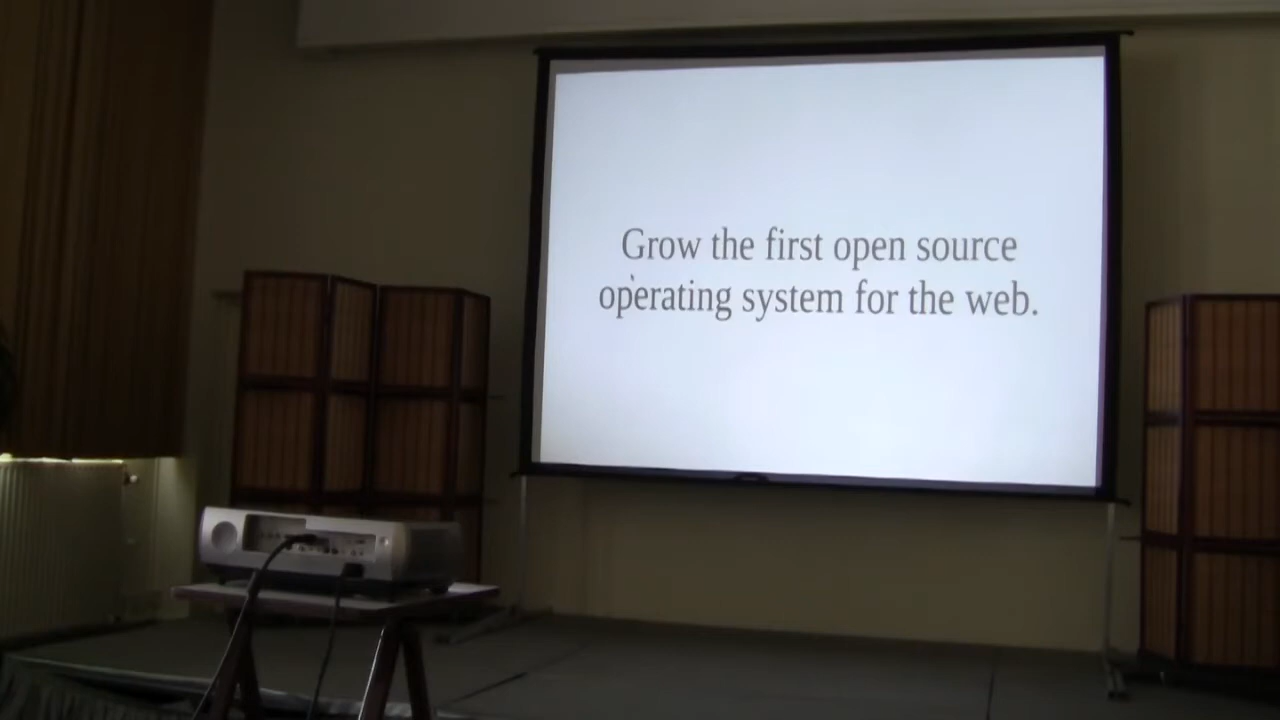 Grow the first open source
operating system for the web.